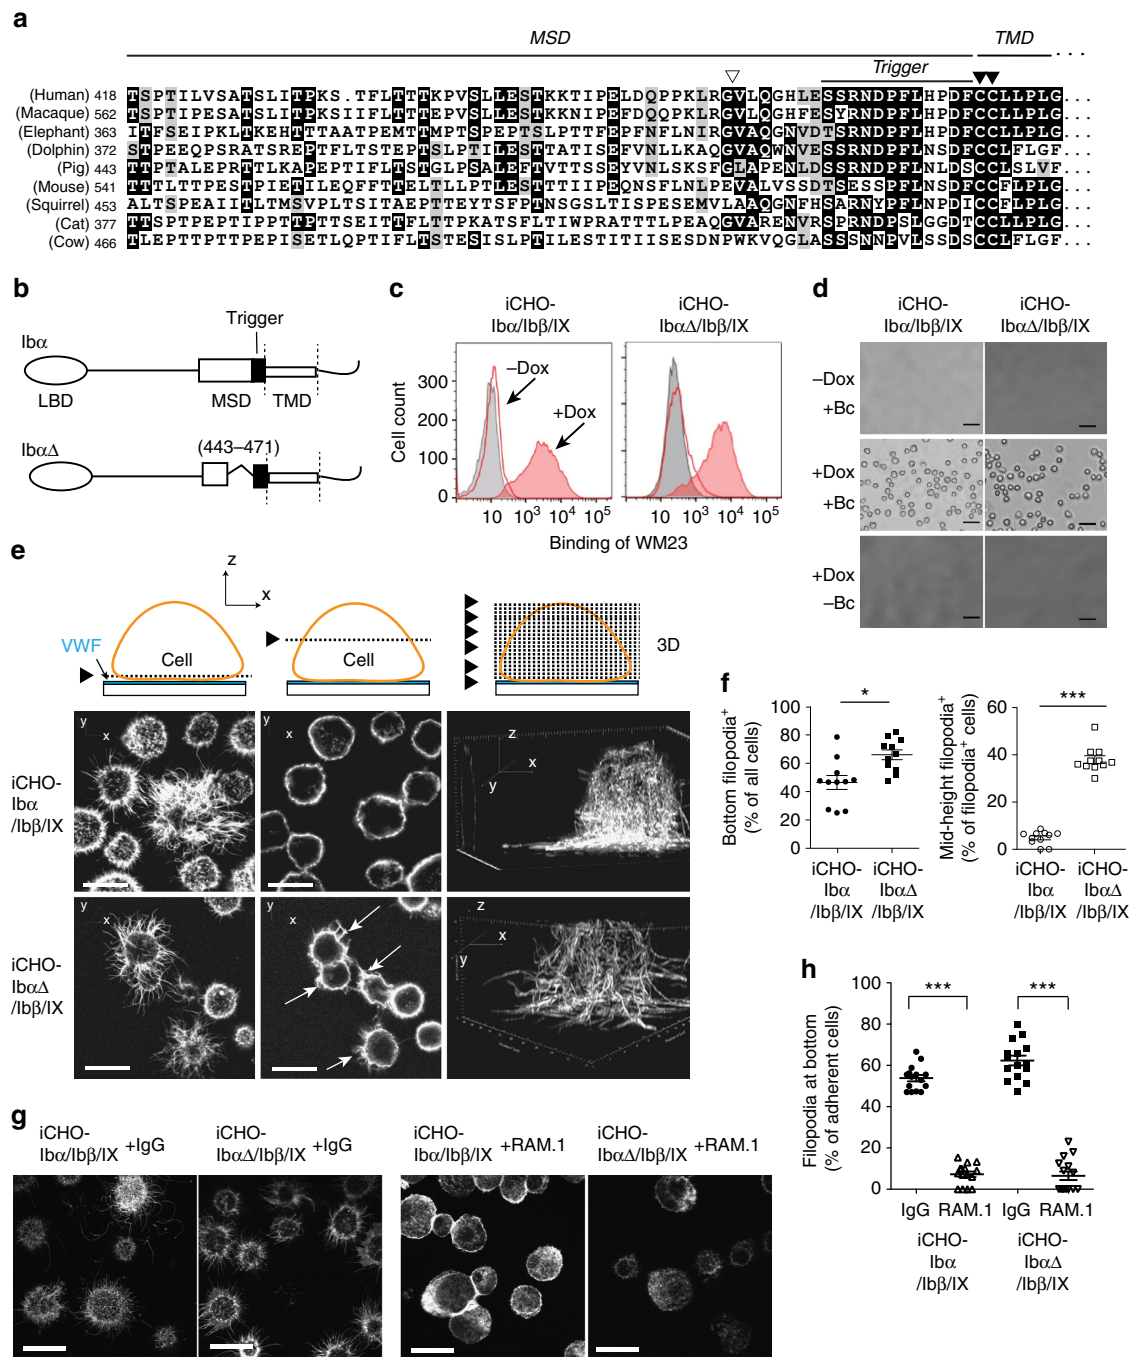 a
MSD
TMD
Trigger
(Human) 418 TSPTILVSATSLITPKS.TFLTTTKPVSLLESTKKTIPELDQPPKLRGVLQGHLESSRNDPFLHPDFCCLLPLG...
(Macaque) 562 TSPTIPESATSLITPKSIIFLTTTEPVSLLESTKKTIPEFDQQPKLRGVLQGHFESYRNDPFLHPDFCCLLPLG...
(Elephant) 363 ITFSEIPKLTKEHTTTAATPEMTTMPTSPEPTSLPTTFEPFNFLNIRGVAQGNVDTSRNDPFLHPDFCCLLPLG...
(Dolphin) 372 STPEEQPSRATSREPTFLTSTEPTSLPTILESTTATISEFVNLLKAQGVAQWNVESSRNDPFLNPDFCCLFLGF...
(Pig) 443 TPTALEPRTTLKAPEPTIFLTSTGLPSALEFTVTTSSEYVNLSKSFGLAPENLDSSRNDPFLNLDSCCLSLVF...
(Mouse) 541 TTTLTTPESTPIETILEQFFTTELTLLPTLESTTTIIPEQNSFLNLPEVALVSSDTSESSPFLNSDFCCFLPLG...
(Squirrel) 453 ALTSPEAIITLTMSVPLTSITAEPTTEYTSFPTNSGSLTISPESEMVLAAQGNFHSARNYPFLNPDICCFLPLG...
(Cat) 377 TTSPTPEPTIPPTTPTTSEITTFLTTPKATSFLTIWPRATTTLPEAQGVARENVRSPRNDPSLGGDTCCLLPLG...
(Cow) 466 TLEPTTPTTPEPISETLQPTIFLTSTESISLPTILESTITIISESDNPWKVQGLASSSNNPVLSSDSCCLFLGF...
b
Trigger
Ibα
LBD
MSD
TMD
IbαΔ
(443–471)
c
iCHO-
Ibα/Ibβ/IX
iCHO-
IbαΔ/Ibβ/IX
–Dox
+Dox
Cell count
300
200
100
0
10 10³ 10⁴ 10⁵
10 10³ 10⁴ 10⁵
Binding of WM23
d
iCHO-
Ibα/Ibβ/IX
iCHO-
IbαΔ/Ibβ/IX
–Dox
+Bc
+Dox
+Bc
+Dox
–Bc
e
z
x
VWF
Cell
Cell
3D
iCHO-
Ibα
/Ibβ/IX
y
x
y
x
z
x
y
iCHO-
IbαΔ
/Ibβ/IX
y
x
y
x
z
x
y
f
Bottom filopodia⁺
(% of all cells)
100
80
60
40
20
0
*
iCHO-
Ibα
/Ibβ/IX
iCHO-
IbαΔ
/Ibβ/IX
Mid-height filopodia⁺
(% of filopodia⁺ cells)
60
40
20
0
***
iCHO-
Ibα
/Ibβ/IX
iCHO-
IbαΔ
/Ibβ/IX
g
iCHO-
Ibα/Ibβ/IX +IgG
iCHO-
IbαΔ/Ibβ/IX +IgG
iCHO-
Ibα/Ibβ/IX +RAM.1
iCHO-
IbαΔ/Ibβ/IX +RAM.1
h
Filopodia at bottom
(% of adherent cells)
100
80
60
40
20
0
***
***
IgG RAM.1 IgG RAM.1
iCHO-
Ibα
/Ibβ/IX
iCHO-
IbαΔ
/Ibβ/IX